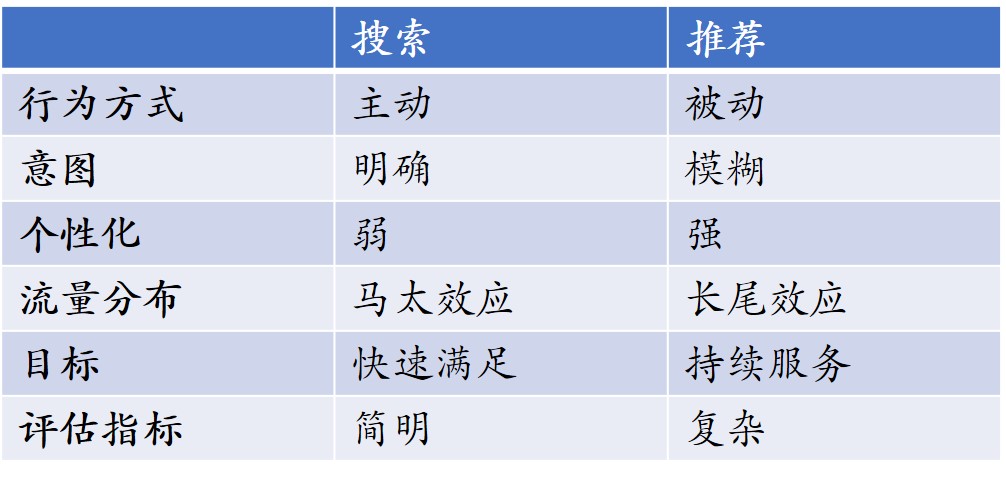 搜索 推荐
行为方式 主动 被动
意图 明确 模糊
个性化 弱 强
流量分布 马太效应 长尾效应
目标 快速满足 持续服务
评估指标 简明 复杂